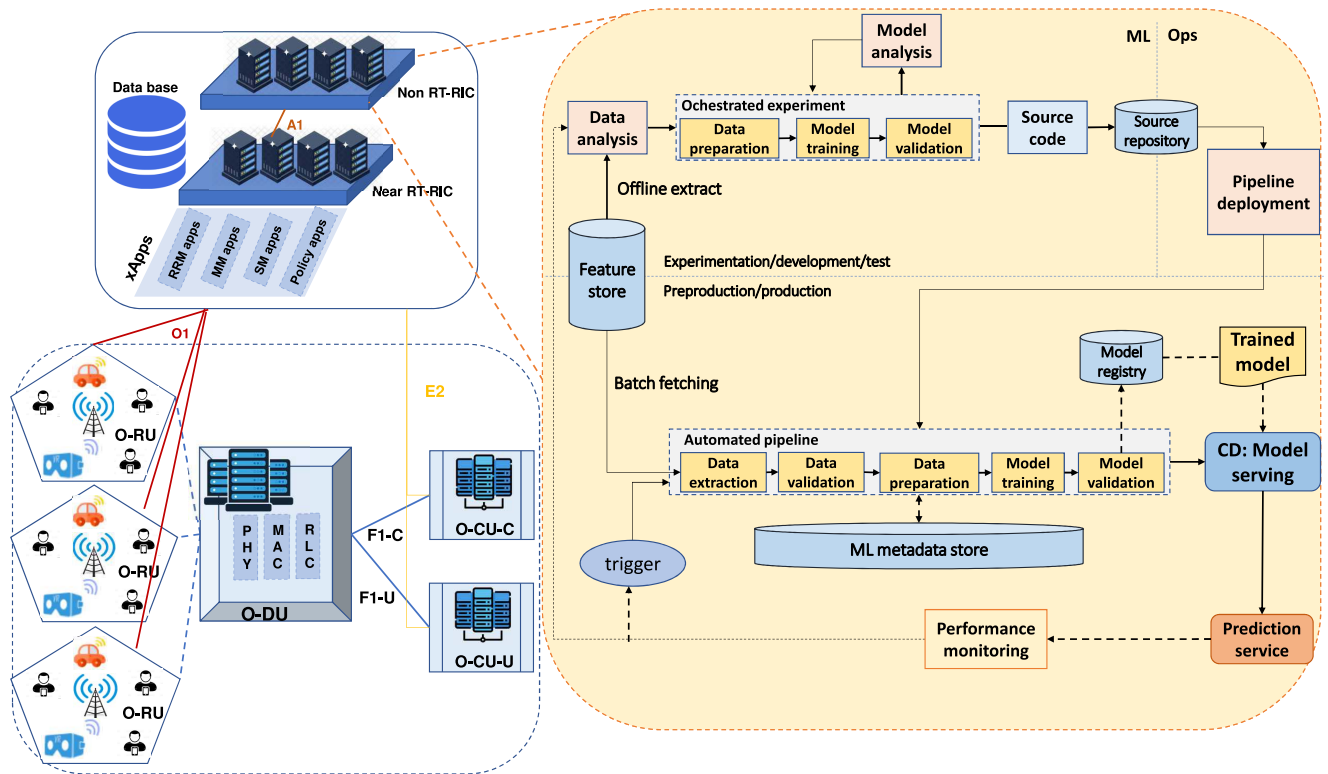 Data base
Non RT-RIC
A1
Near RT-RIC
xApps
RRM apps
MM apps
SM apps
Policy apps
O1
E2
O-RU
O-RU
O-RU
P
H
Y
M
A
C
R
L
C
O-DU
F1-C
F1-U
O-CU-C
O-CU-U
Model
analysis
ML
Ops
Data
analysis
Ochestrated experiment
Data
preparation
Model
training
Model
validation
Source
code
Source
repository
Pipeline
deployment
Offline extract
Feature
store
Experimentation/development/test
Preproduction/production
Batch fetching
Model
registry
Trained
model
Automated pipeline
Data
extraction
Data
validation
Data
preparation
Model
training
Model
validation
CD: Model
serving
ML metadata store
trigger
Performance
monitoring
Prediction
service